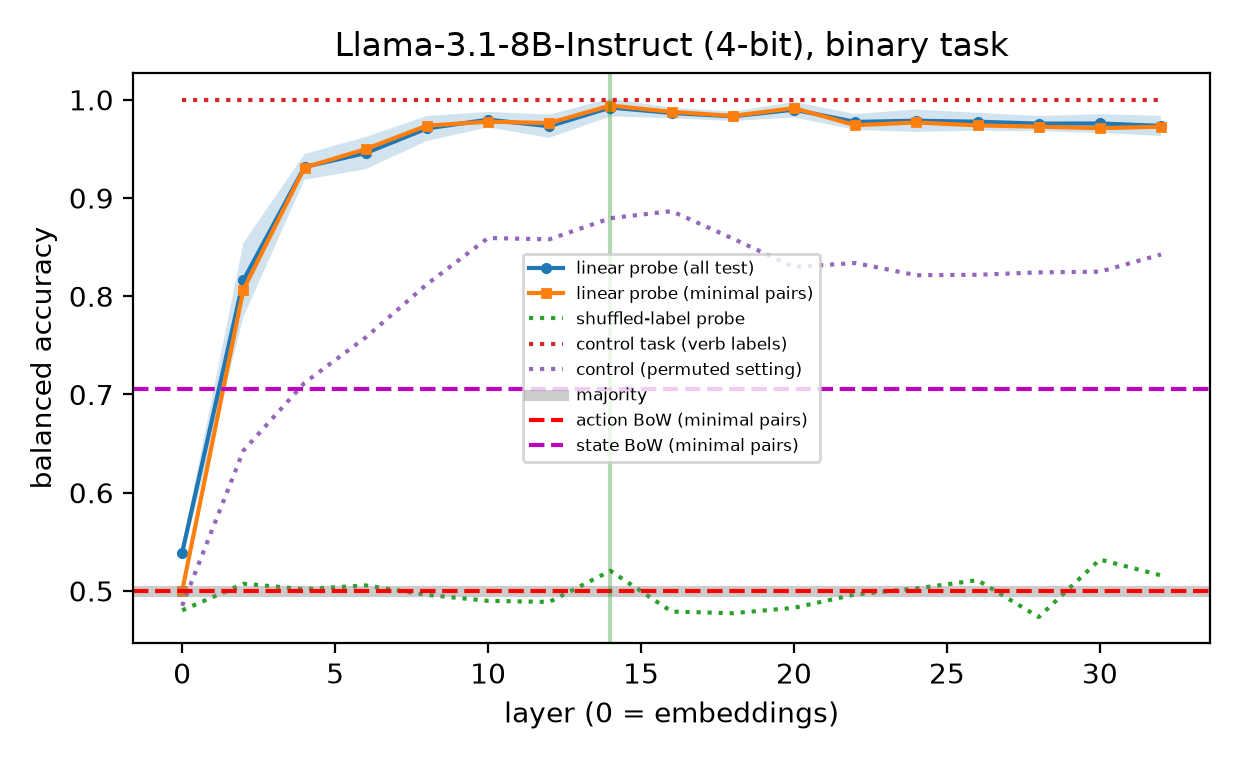 Llama-3.1-8B-Instruct (4-bit), binary task
balanced accuracy
1.0
0.9
0.8
0.7
0.6
0.5
linear probe (all test)
linear probe (minimal pairs)
shuffled-label probe
control task (verb labels)
control (permuted setting)
majority
action BoW (minimal pairs)
state BoW (minimal pairs)
0 5 10 15 20 25 30
layer (0 = embeddings)